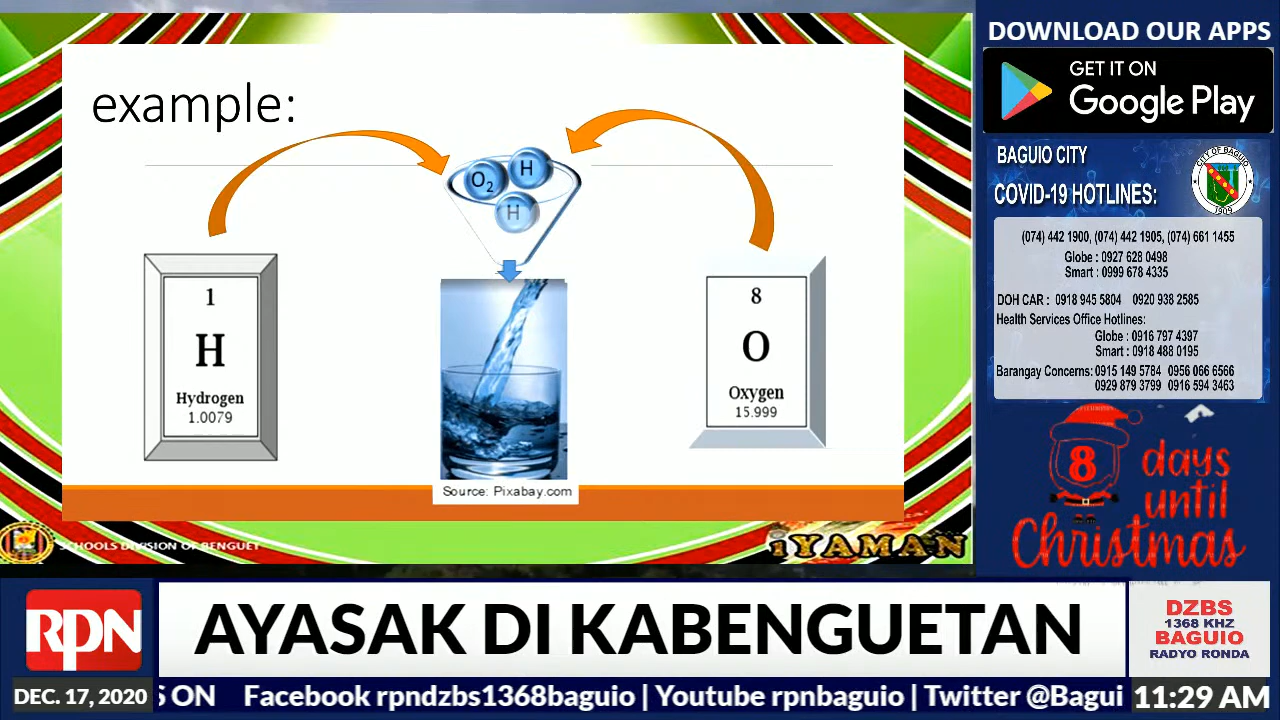 example:
O2
H
H
1
H
Hydrogen
1.0079
8
O
Oxygen
15.999
Source: Pixabay.com
SCHOOLS DIVISION OF BENGUET
iYAMAN
DOWNLOAD OUR APPS
GET IT ON
Google Play
BAGUIO CITY
COVID-19 HOTLINES:
CITY OF BAGUIO
1909
(074) 442 1900, (074) 442 1905, (074) 661 1455
Globe : 0927 628 0498
Smart : 0999 678 4335
DOH CAR : 0918 945 5804 0920 938 2585
Health Services Office Hotlines:
Globe : 0916 797 4397
Smart : 0918 488 0195
Barangay Concerns: 0915 149 5784 0956 066 6566
0929 879 3799 0916 594 3463
8 days
until
Christmas
RPN
AYASAK DI KABENGUETAN
DZBS
1368 KHZ
BAGUIO
RADYO RONDA
DEC. 17, 2020
S ON Facebook rpndzbs1368baguio | Youtube rpnbaguio | Twitter @Bagui
11:29 AM